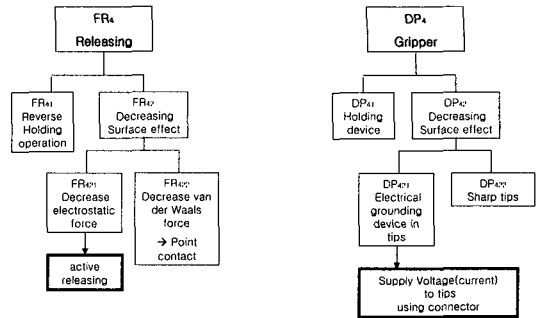 FR4
Releasing
FR41
Reverse
Holding
operation
FR42
Decreasing
Surface effect
FR421
Decrease
electrostatic
force
FR422
Decrease van
der Waals
force
→ Point
contact
active
releasing
DP4
Gripper
DP41
Holding
device
DP42
Decreasing
Surface effect
DP421
Electrical
grounding
device in
tips
DP422
Sharp tips
Supply Voltage(current)
to tips
using connector